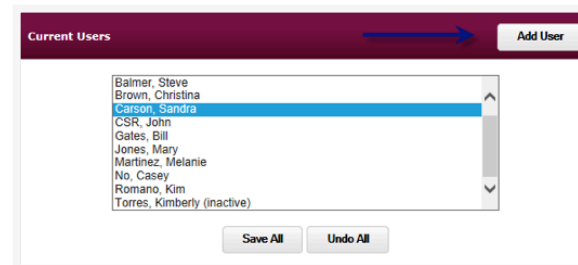 Current Users
Add User
Balmer, Steve
Brown, Christina
Carson, Sandra
CSR, John
Gates, Bill
Jones, Mary
Martinez, Melanie
No, Casey
Romano, Kim
Torres, Kimberly (inactive)
Save All
Undo All